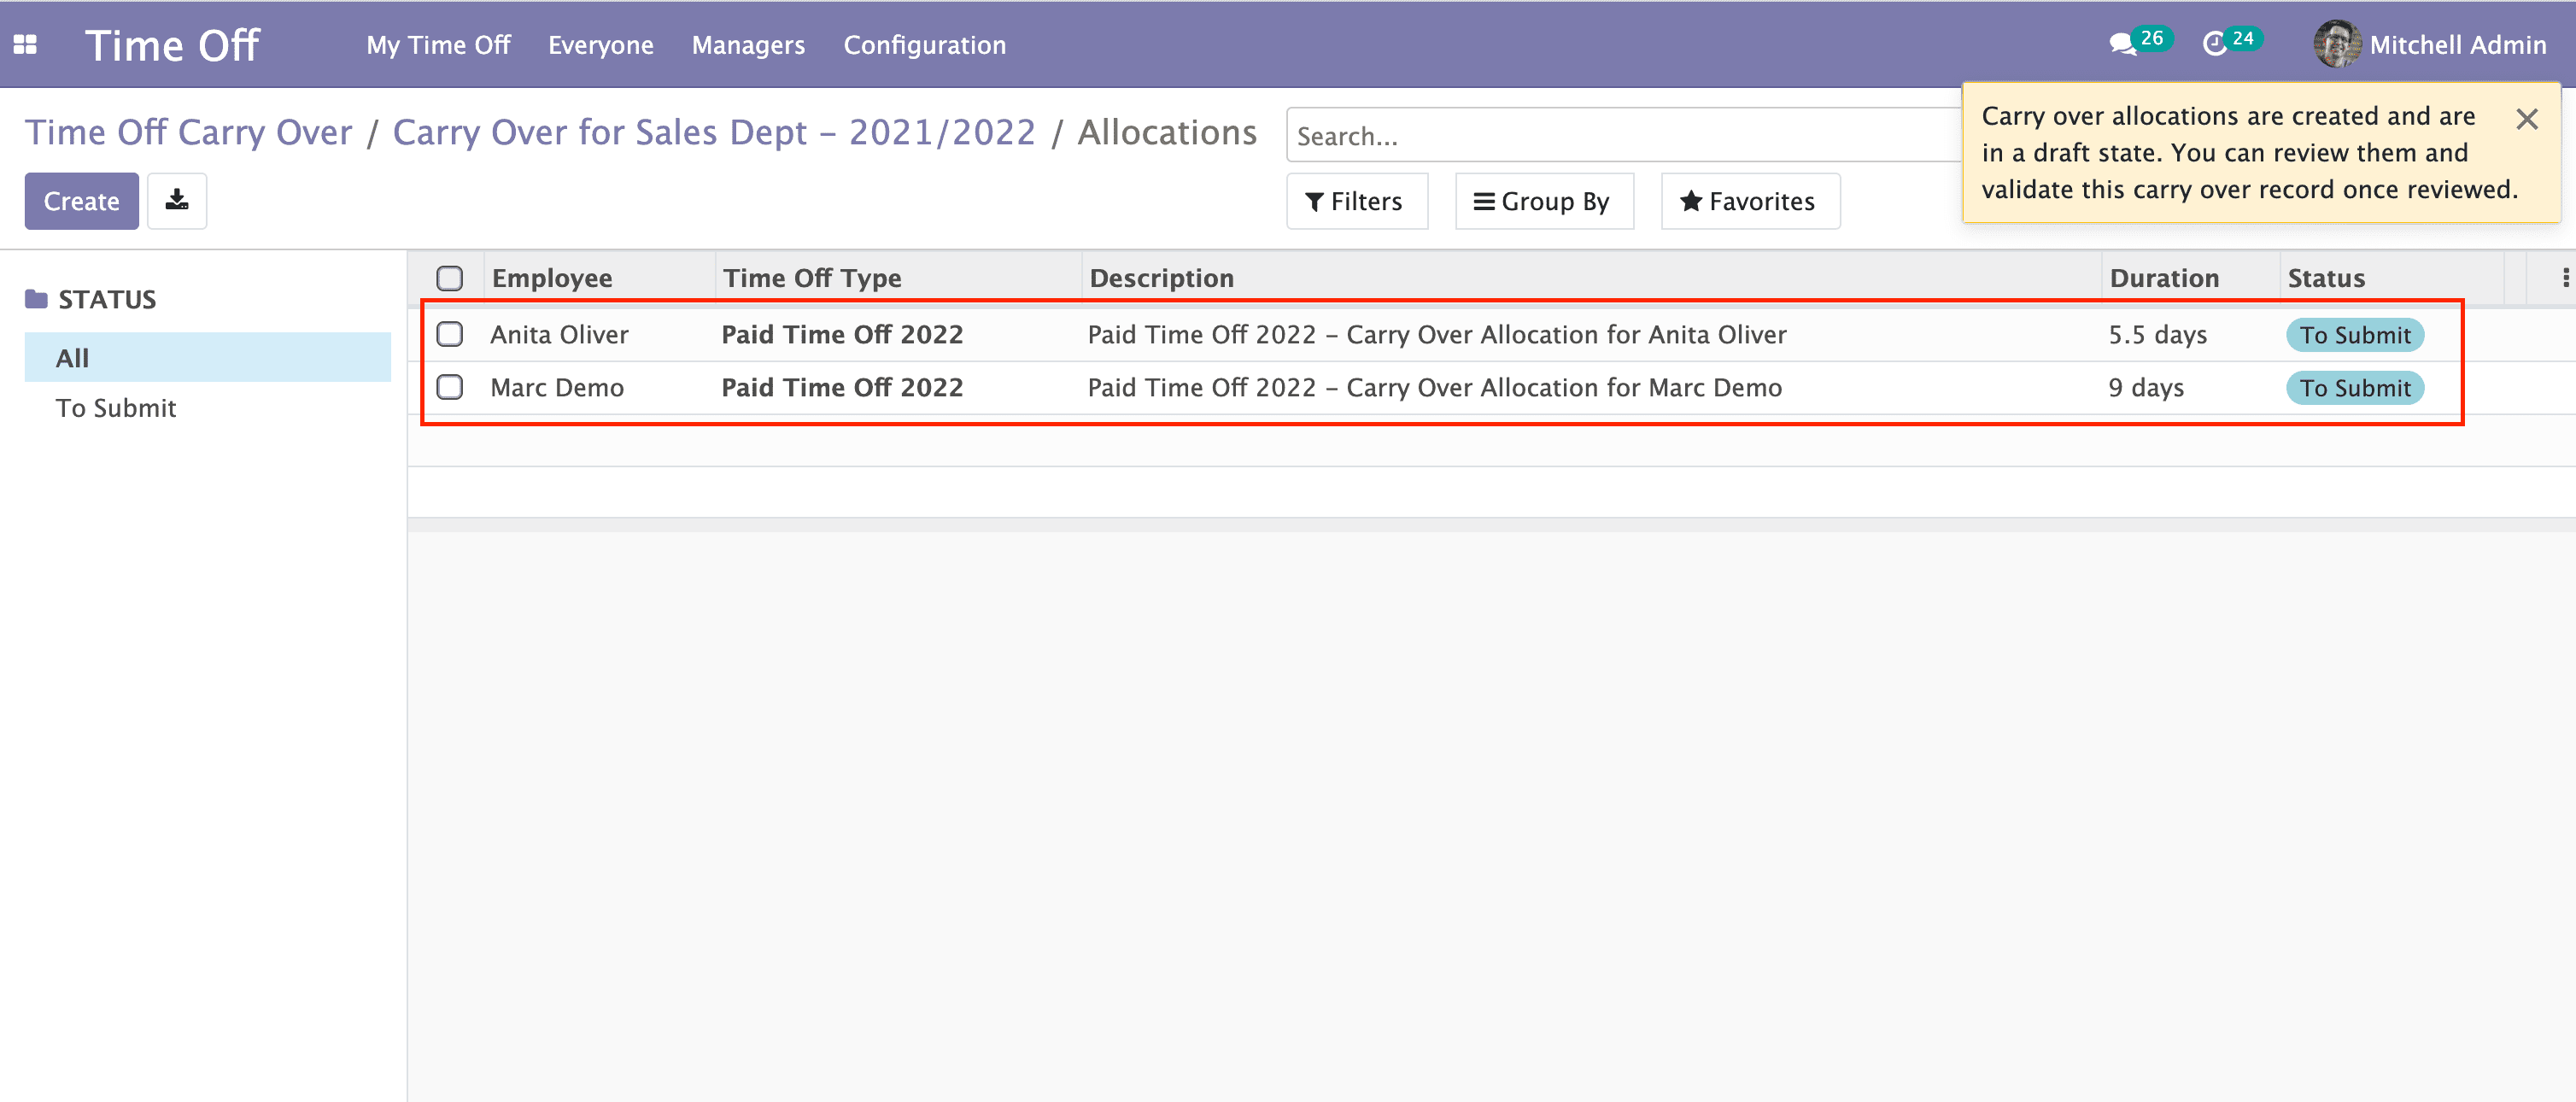 Time Off My Time Off Everyone Managers Configuration 26 24 Mitchell Admin
Time Off Carry Over / Carry Over for Sales Dept – 2021/2022 / Allocations
Search...
Carry over allocations are created and are
in a draft state. You can review them and
validate this carry over record once reviewed.
Create
Filters Group By Favorites
STATUS
All
To Submit
Employee Time Off Type Description Duration Status
Anita Oliver Paid Time Off 2022 Paid Time Off 2022 – Carry Over Allocation for Anita Oliver 5.5 days To Submit
Marc Demo Paid Time Off 2022 Paid Time Off 2022 – Carry Over Allocation for Marc Demo 9 days To Submit